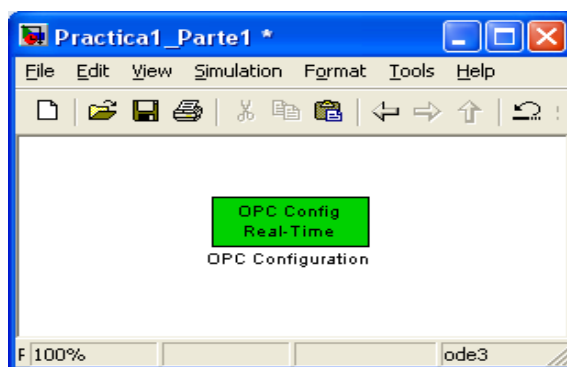 Practica1_Parte1 *
File Edit View Simulation Format Tools Help
OPC Config
Real-Time
OPC Configuration
F 100% ode3